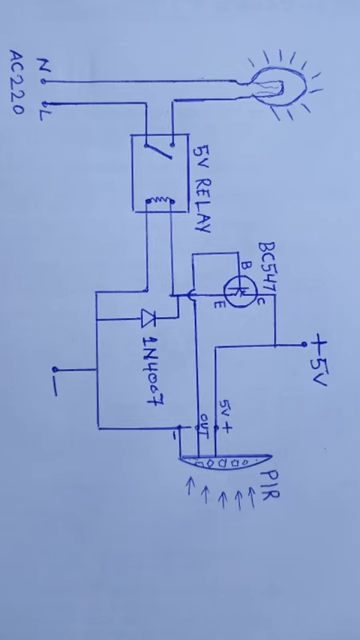 AC220
N
L
5V RELAY
BC547
B
C
E
+5V
1N4007
-
5V +
OUT
-
PIR